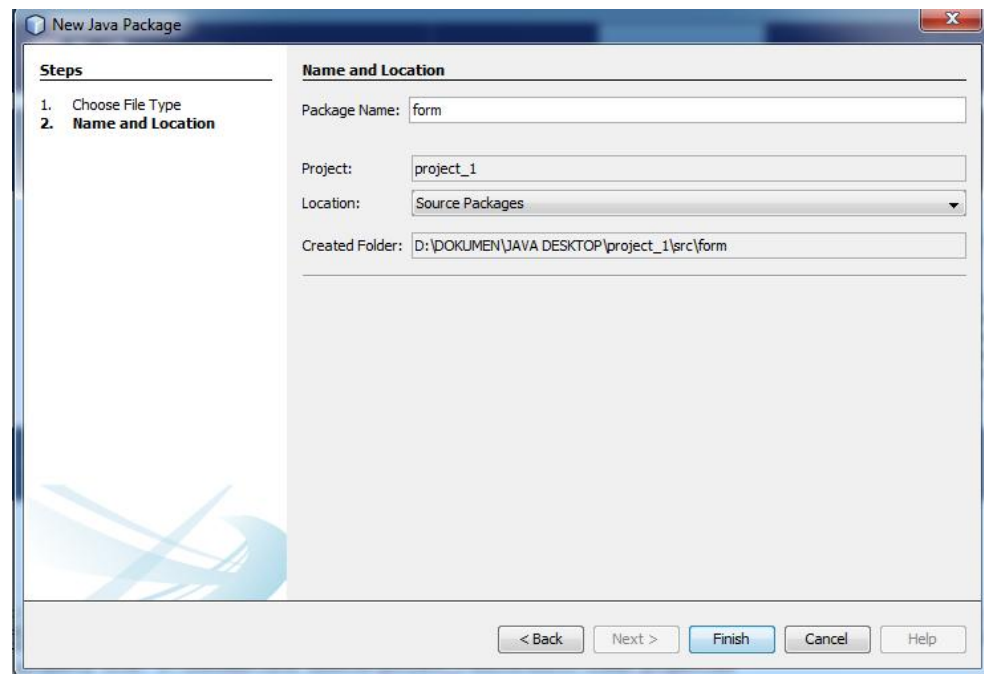 New Java Package
X
Steps
1. Choose File Type
2. Name and Location
Name and Location
Package Name: form
Project: project_1
Location: Source Packages
Created Folder: D:\DOKUMEN\JAVA DESKTOP\project_1\src\form
< Back Next > Finish Cancel Help